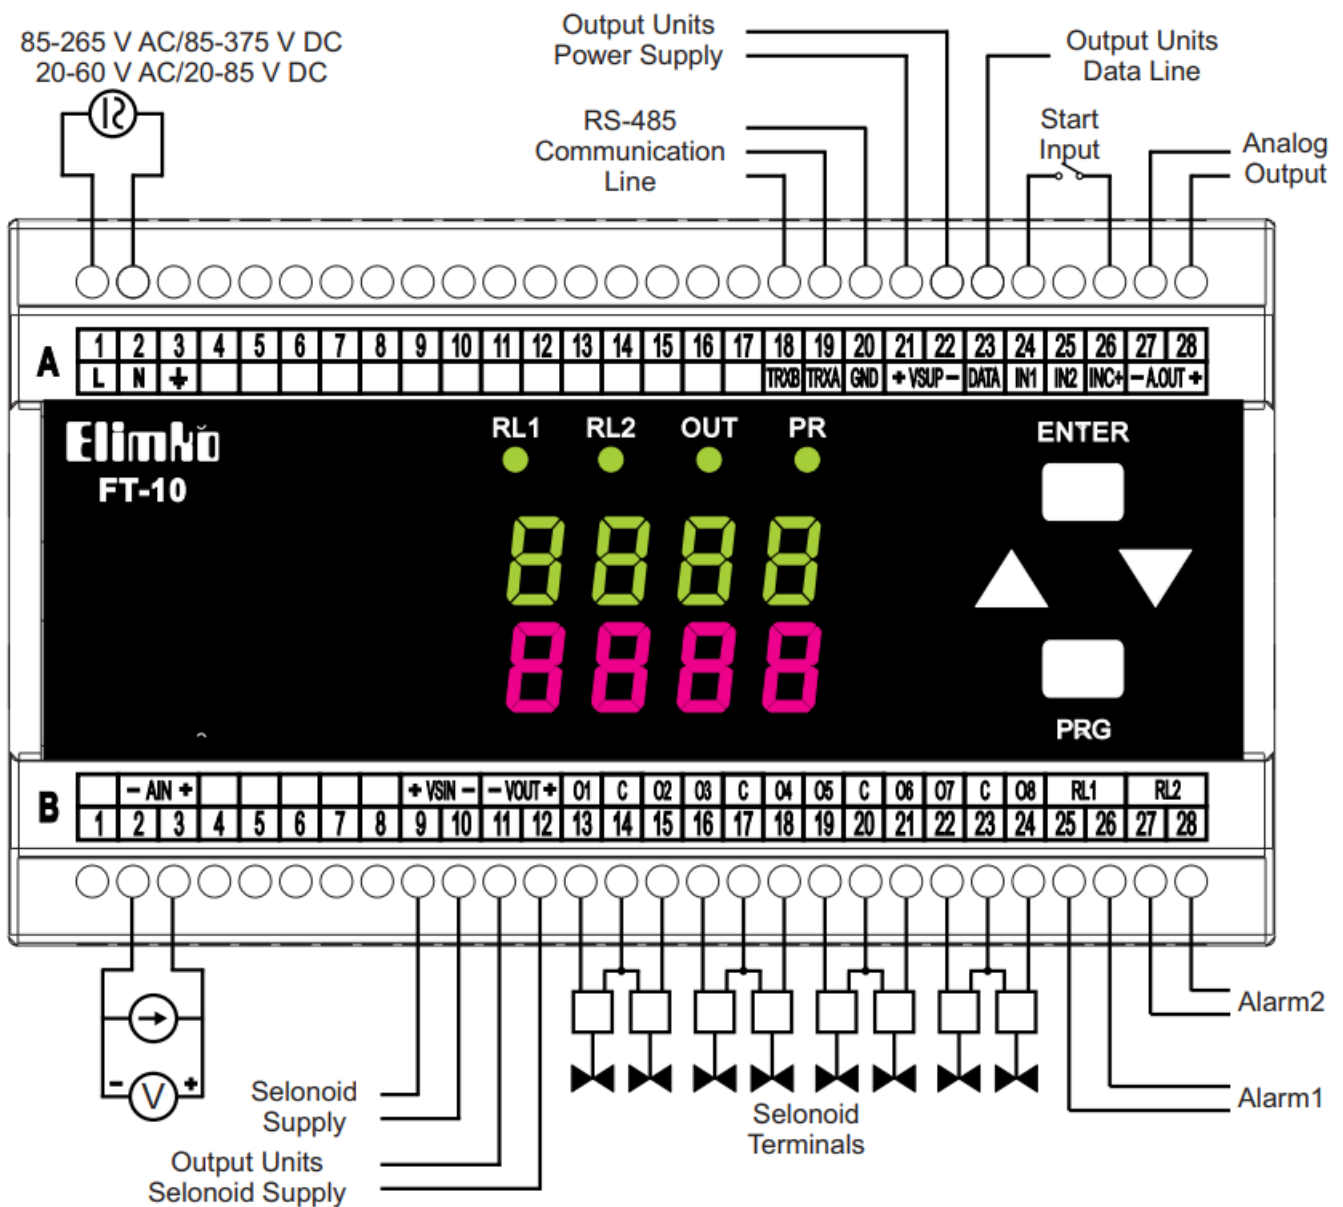 85-265 V AC/85-375 V DC
20-60 V AC/20-85 V DC
Output Units
Power Supply
RS-485
Communication
Line
Output Units
Data Line
Start
Input
Analog
Output
A
1 2 3 4 5 6 7 8 9 10 11 12 13 14 15 16 17 18 19 20 21 22 23 24 25 26 27 28
L N TRXB TRXA GND + VSUP − DATA IN1 IN2 INC+ − A.OUT +
Elimko
FT-10
RL1 RL2 OUT PR
ENTER
8888
8888
PRG
B
− AIN + + VSIN − − VOUT + O1 C O2 O3 C O4 O5 C O6 O7 C O8 RL1 RL2
1 2 3 4 5 6 7 8 9 10 11 12 13 14 15 16 17 18 19 20 21 22 23 24 25 26 27 28
- V +
Selonoid
Supply
Output Units
Selonoid Supply
Selonoid
Terminals
Alarm2
Alarm1